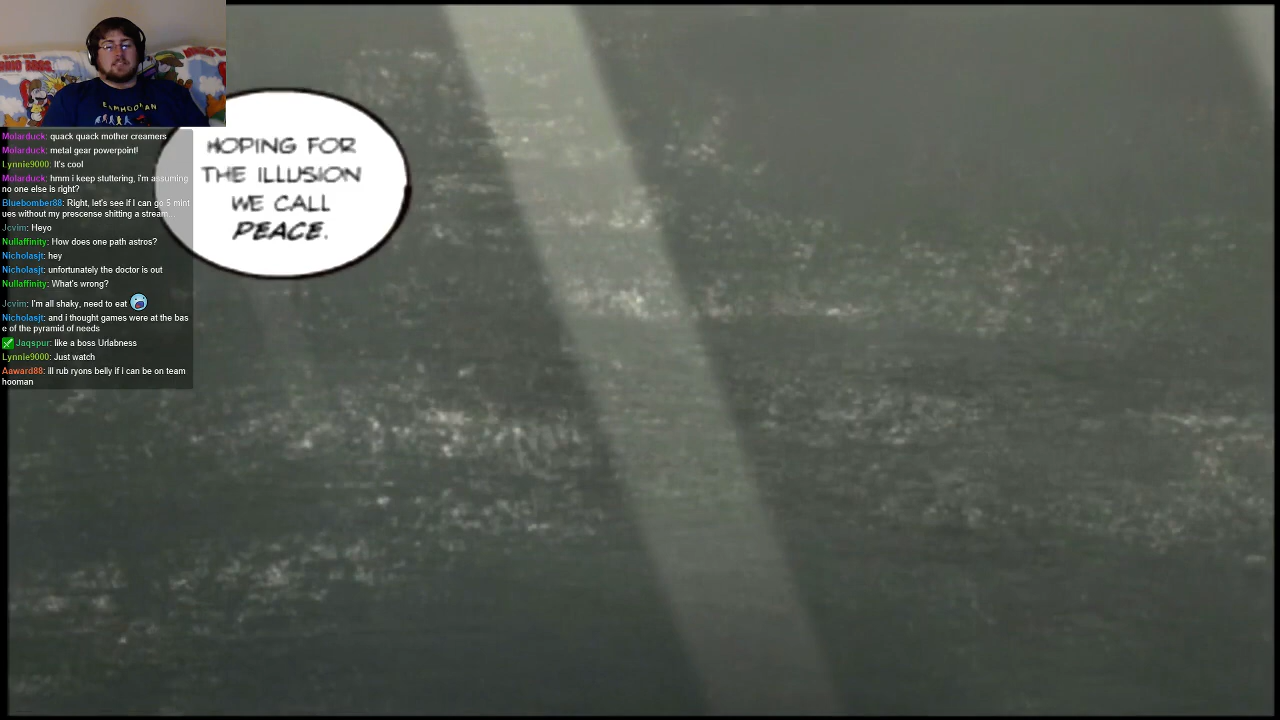 HOPING FOR
THE ILLUSION
WE CALL
PEACE.
Molarduck: quack quack mother creamers
Molarduck: metal gear powerpoint!
Lynnie9000: It's cool
Molarduck: hmm i keep stuttering, i'm assuming
no one else is right?
Bluebomber88: Right, let's see if I can go 5 mint
ues without my prescense shitting a stream...
Jcvim: Heyo
Nullaffinity: How does one path astros?
Nicholasjt: hey
Nicholasjt: unfortunately the doctor is out
Nullaffinity: What's wrong?
Jcvim: I'm all shaky, need to eat
Nicholasjt: and i thought games were at the bas
e of the pyramid of needs
Jaqspur: like a boss Urlabness
Lynnie9000: Just watch
Aaward88: ill rub ryons belly if i can be on team
hooman